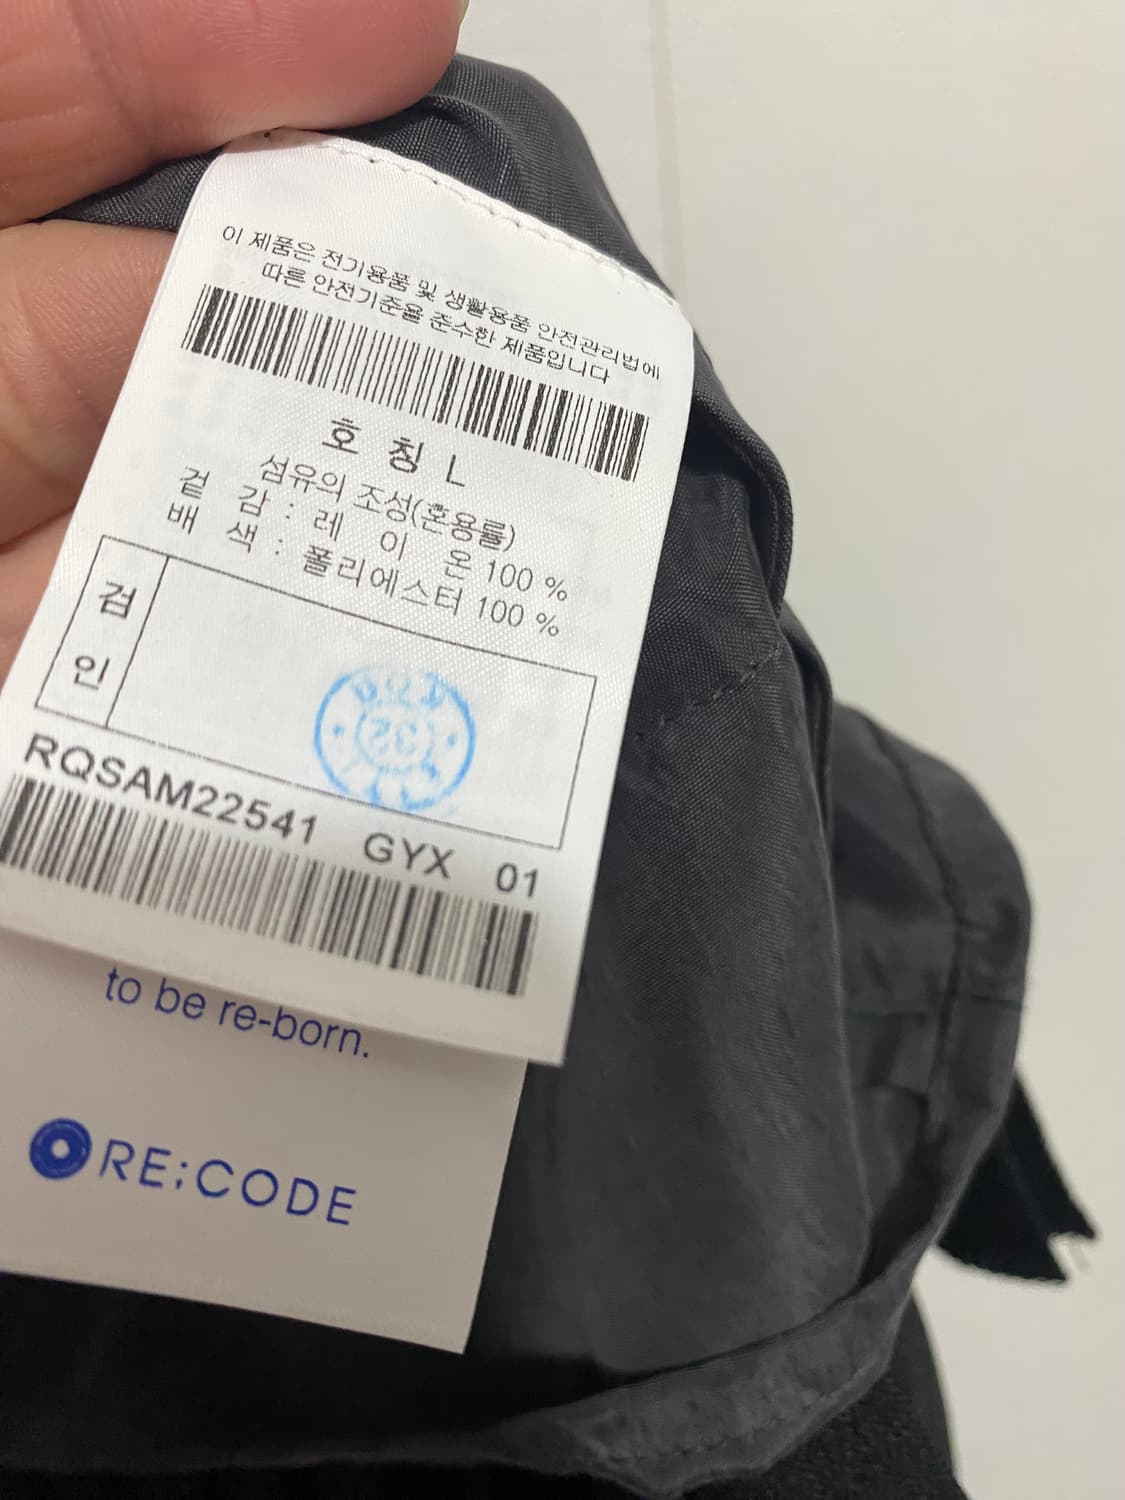 이 제품은 전기용품 및 생활용품 안전관리법에
따른 안전기준을 준수한 제품입니다
호 칭 L
섬유의 조성(혼용률)
겉 감 : 레 이 온 100 %
배 색 : 폴리에스터 100 %
검
인
32
RQSAM22541 GYX 01
to be re-born.
RE;CODE